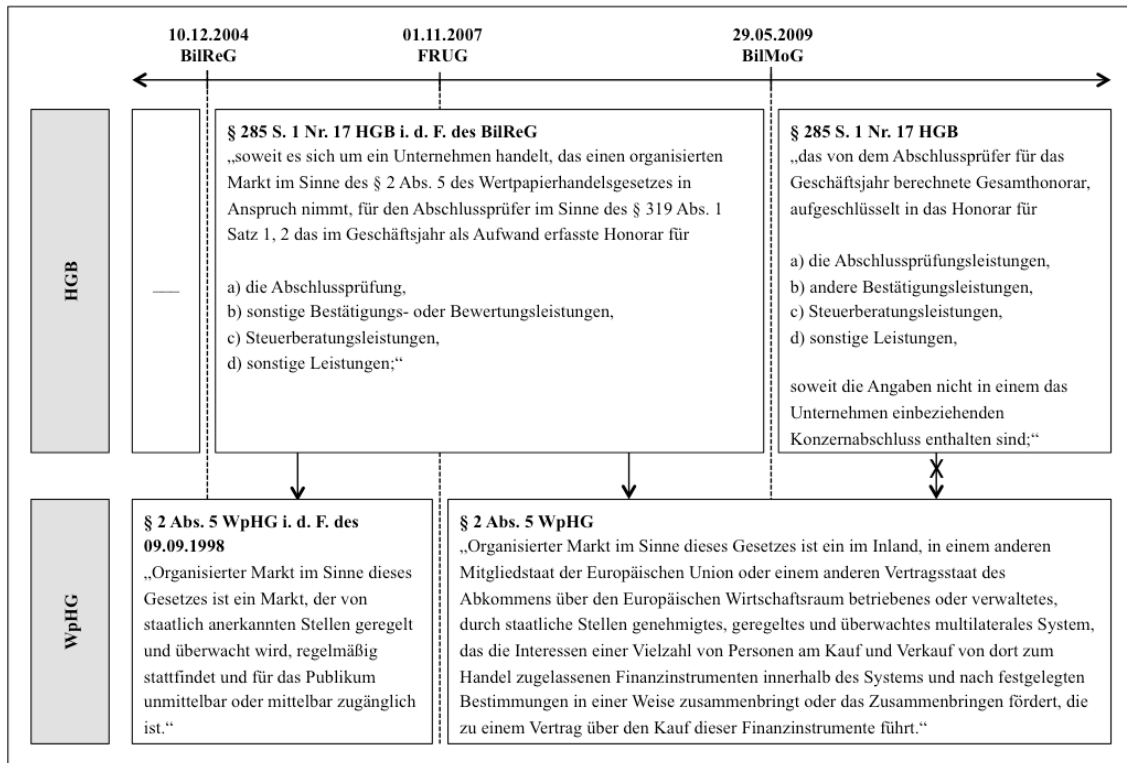 10.12.2004
BilReG
01.11.2007
FRUG
29.05.2009
BilMoG
HGB
___
§ 285 S. 1 Nr. 17 HGB i. d. F. des BilReG
„soweit es sich um ein Unternehmen handelt, das einen organisierten
Markt im Sinne des § 2 Abs. 5 des Wertpapierhandelsgesetzes in
Anspruch nimmt, für den Abschlussprüfer im Sinne des § 319 Abs. 1
Satz 1, 2 das im Geschäftsjahr als Aufwand erfasste Honorar für
a) die Abschlussprüfung,
b) sonstige Bestätigungs- oder Bewertungsleistungen,
c) Steuerberatungsleistungen,
d) sonstige Leistungen;“
§ 285 S. 1 Nr. 17 HGB
„das von dem Abschlussprüfer für das
Geschäftsjahr berechnete Gesamthonorar,
aufgeschlüsselt in das Honorar für
a) die Abschlussprüfungsleistungen,
b) andere Bestätigungsleistungen,
c) Steuerberatungsleistungen,
d) sonstige Leistungen,
soweit die Angaben nicht in einem das
Unternehmen einbeziehenden
Konzernabschluss enthalten sind;“
X
WpHG
§ 2 Abs. 5 WpHG i. d. F. des
09.09.1998
„Organisierter Markt im Sinne dieses
Gesetzes ist ein Markt, der von
staatlich anerkannten Stellen geregelt
und überwacht wird, regelmäßig
stattfindet und für das Publikum
unmittelbar oder mittelbar zugänglich
ist.“
§ 2 Abs. 5 WpHG
„Organisierter Markt im Sinne dieses Gesetzes ist ein im Inland, in einem anderen
Mitgliedstaat der Europäischen Union oder einem anderen Vertragsstaat des
Abkommens über den Europäischen Wirtschaftsraum betriebenes oder verwaltetes,
durch staatliche Stellen genehmigtes, geregeltes und überwachtes multilaterales System,
das die Interessen einer Vielzahl von Personen am Kauf und Verkauf von dort zum
Handel zugelassenen Finanzinstrumenten innerhalb des Systems und nach festgelegten
Bestimmungen in einer Weise zusammenbringt oder das Zusammenbringen fördert, die
zu einem Vertrag über den Kauf dieser Finanzinstrumente führt.“